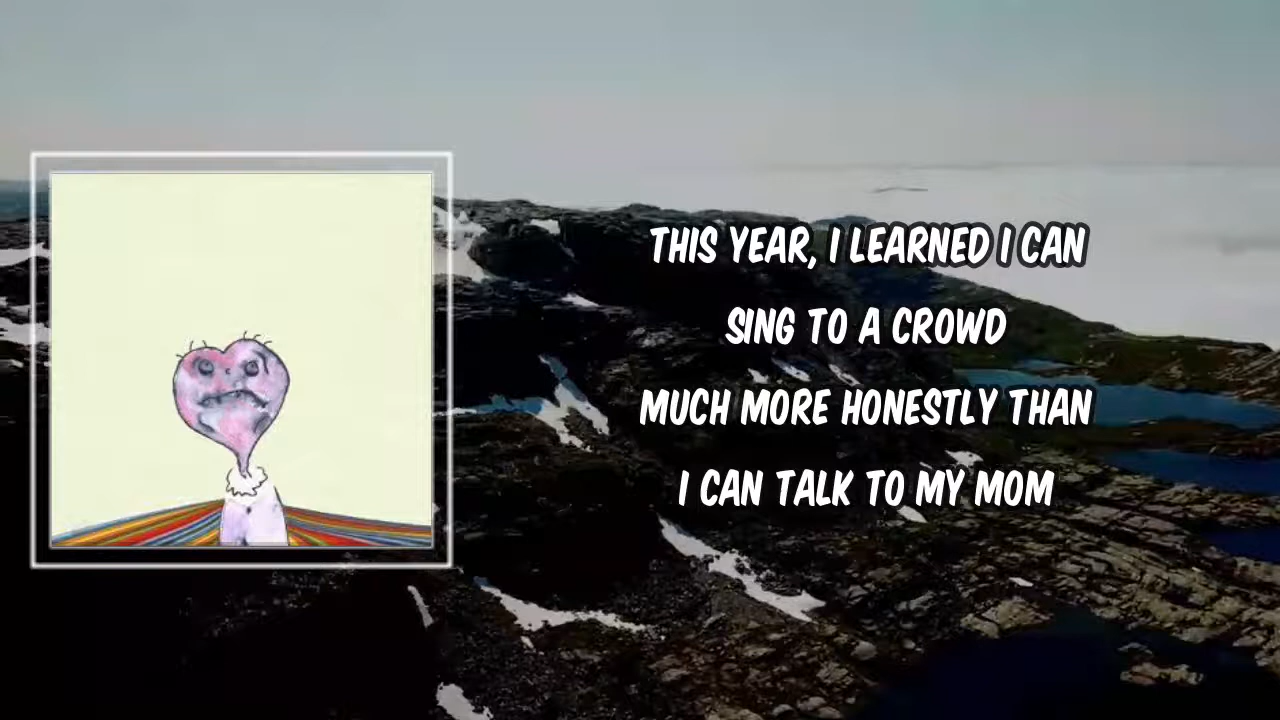 THIS YEAR, I LEARNED I CAN
SING TO A CROWD
MUCH MORE HONESTLY THAN
I CAN TALK TO MY MOM